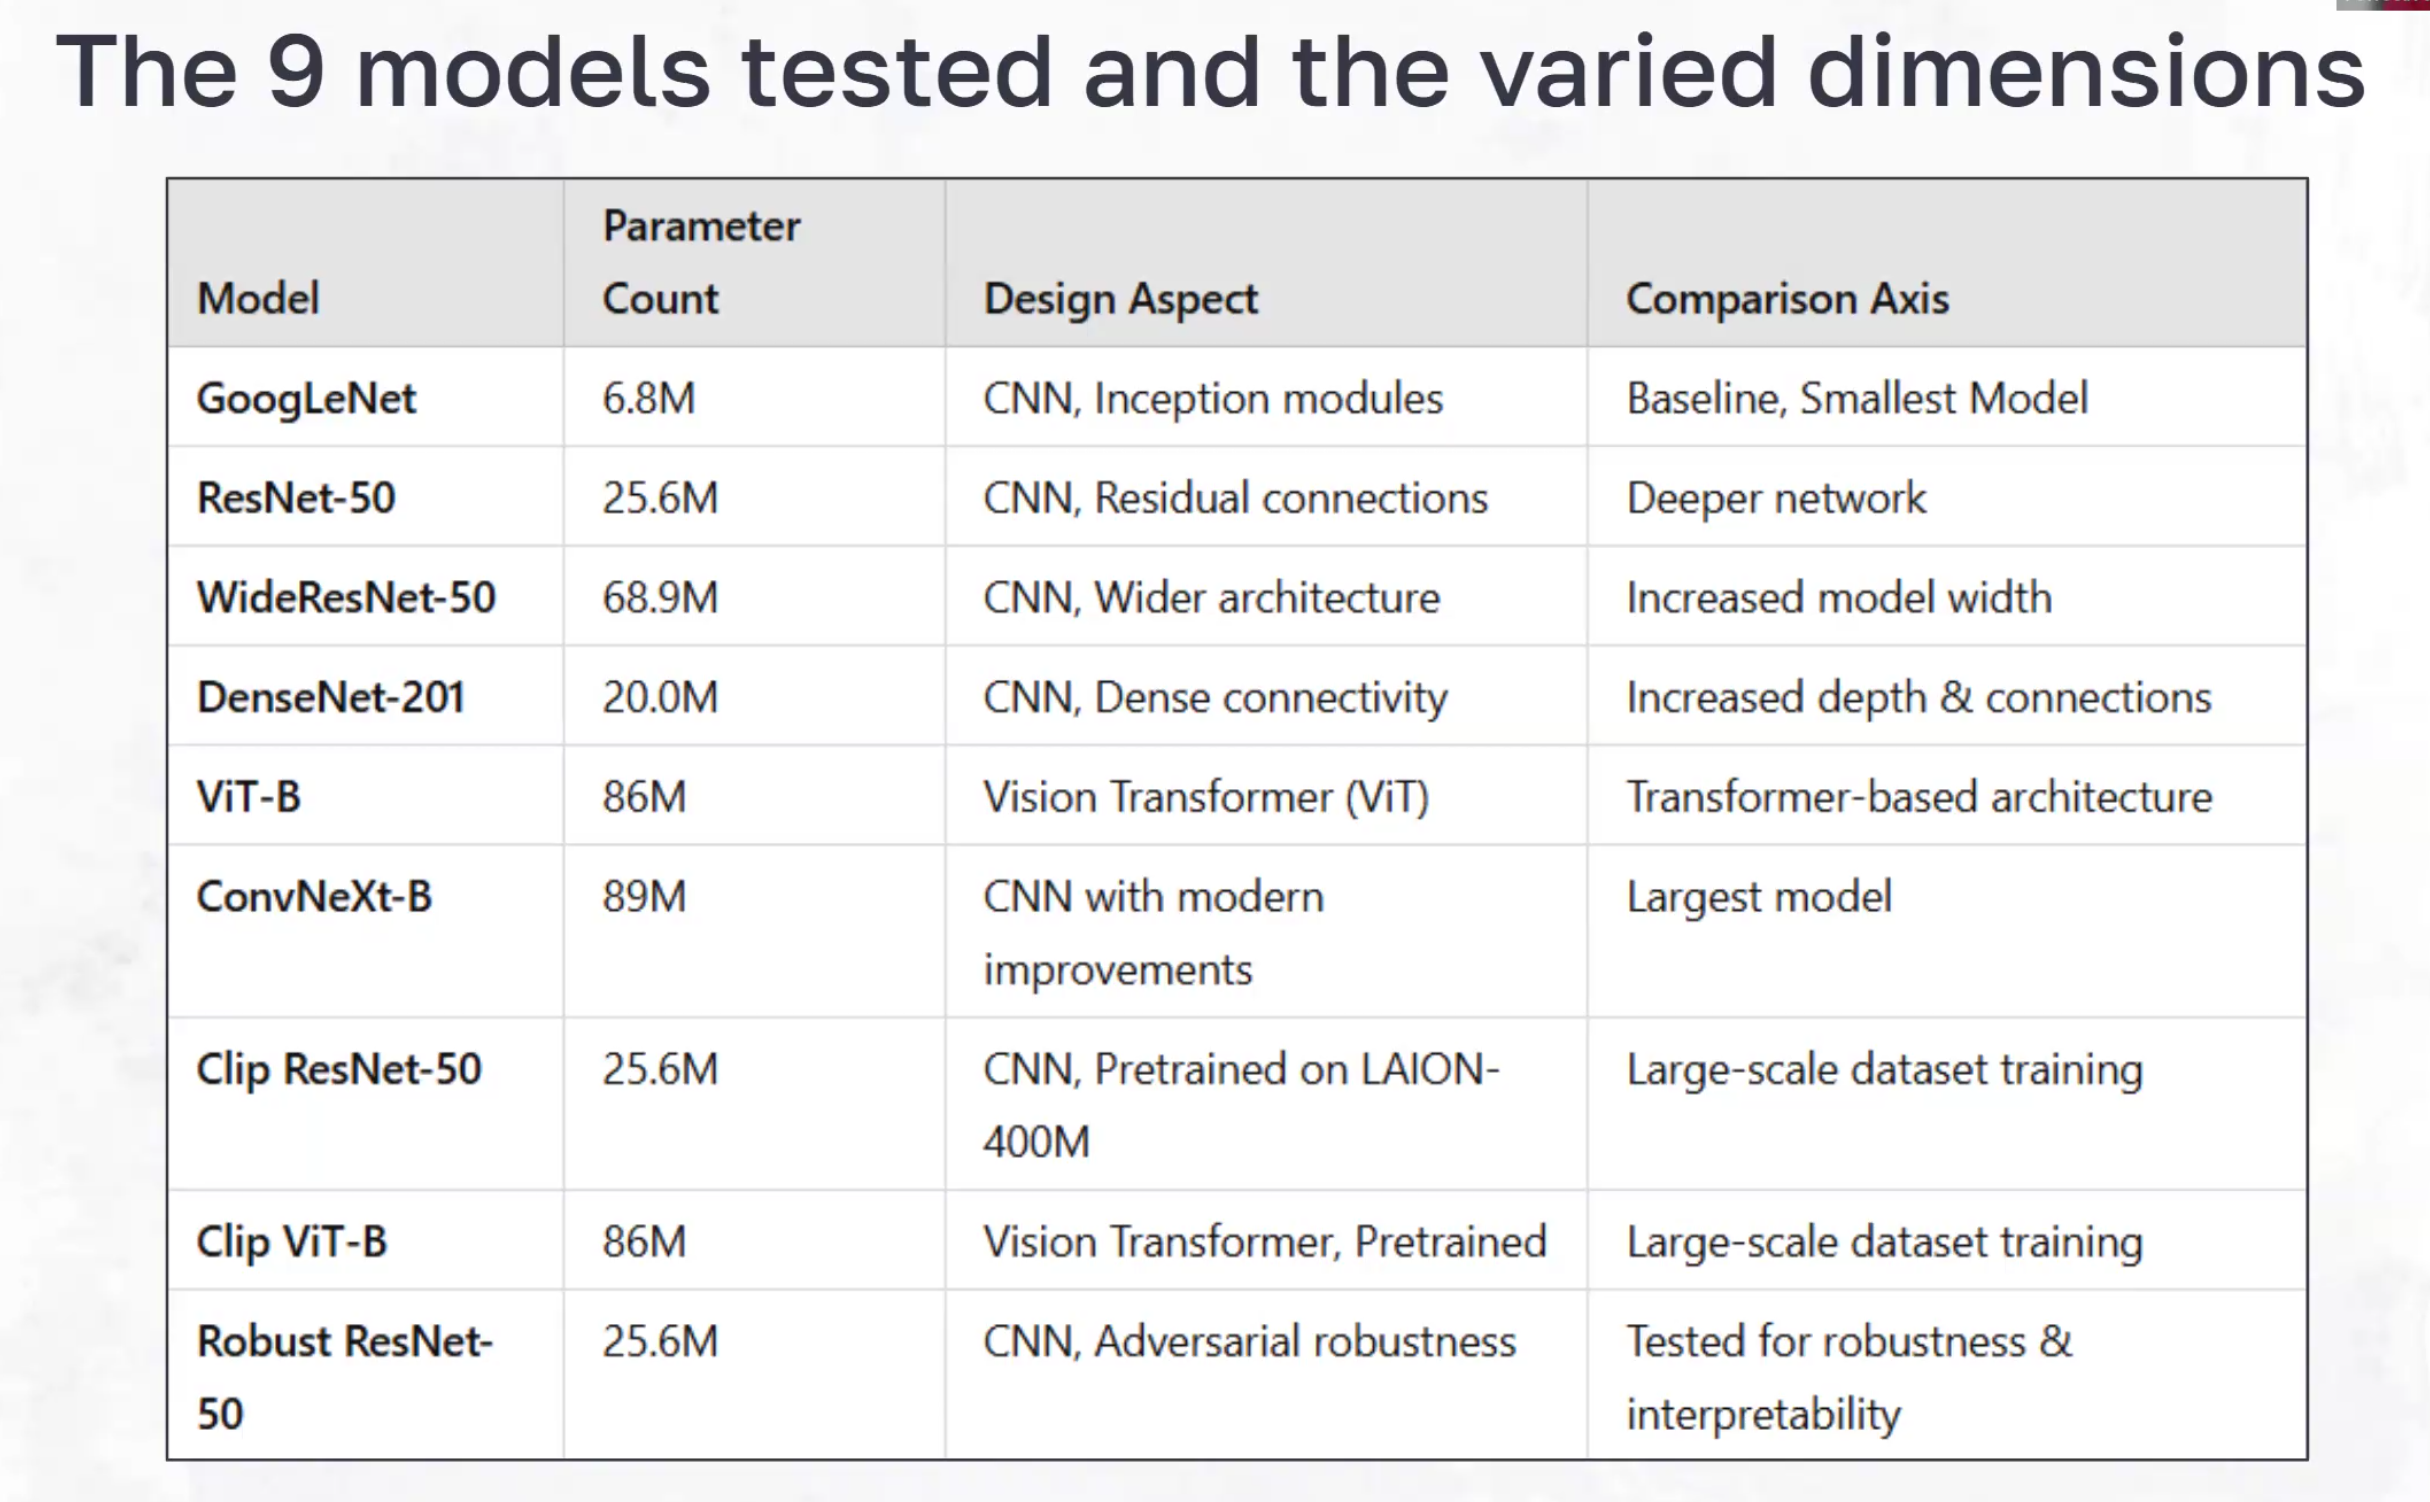 The 9 models tested and the varied dimensions
Parameter
Model Count Design Aspect Comparison Axis
GoogLeNet 6.8M CNN, Inception modules Baseline, Smallest Model
ResNet-50 25.6M CNN, Residual connections Deeper network
WideResNet-50 68.9M CNN, Wider architecture Increased model width
DenseNet-201 20.0M CNN, Dense connectivity Increased depth & connections
ViT-B 86M Vision Transformer (ViT) Transformer-based architecture
ConvNeXt-B 89M CNN with modern Largest model
improvements
Clip ResNet-50 25.6M CNN, Pretrained on LAION- Large-scale dataset training
400M
Clip ViT-B 86M Vision Transformer, Pretrained Large-scale dataset training
Robust ResNet- 25.6M CNN, Adversarial robustness Tested for robustness &
50 interpretability